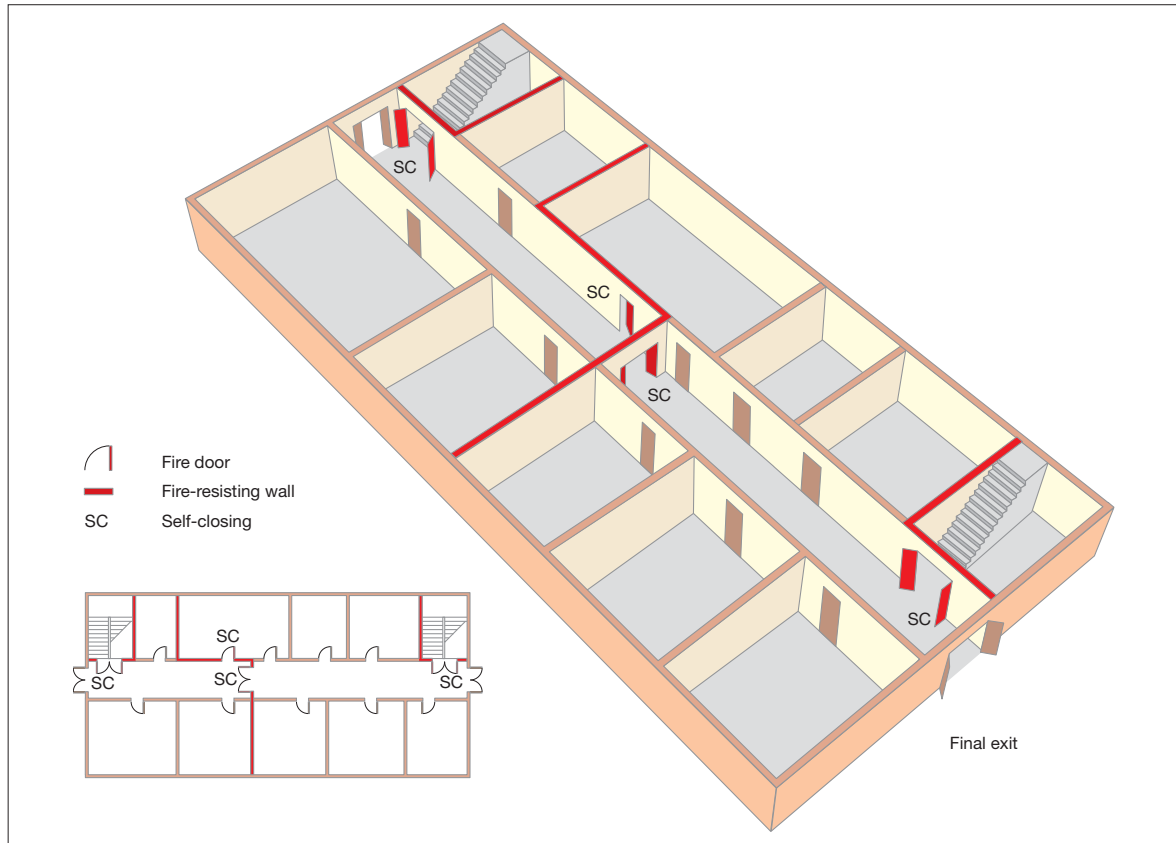 SC
SC
SC
SC
Fire door
Fire-resisting wall
SC Self-closing
SC
SC
SC
SC
Final exit